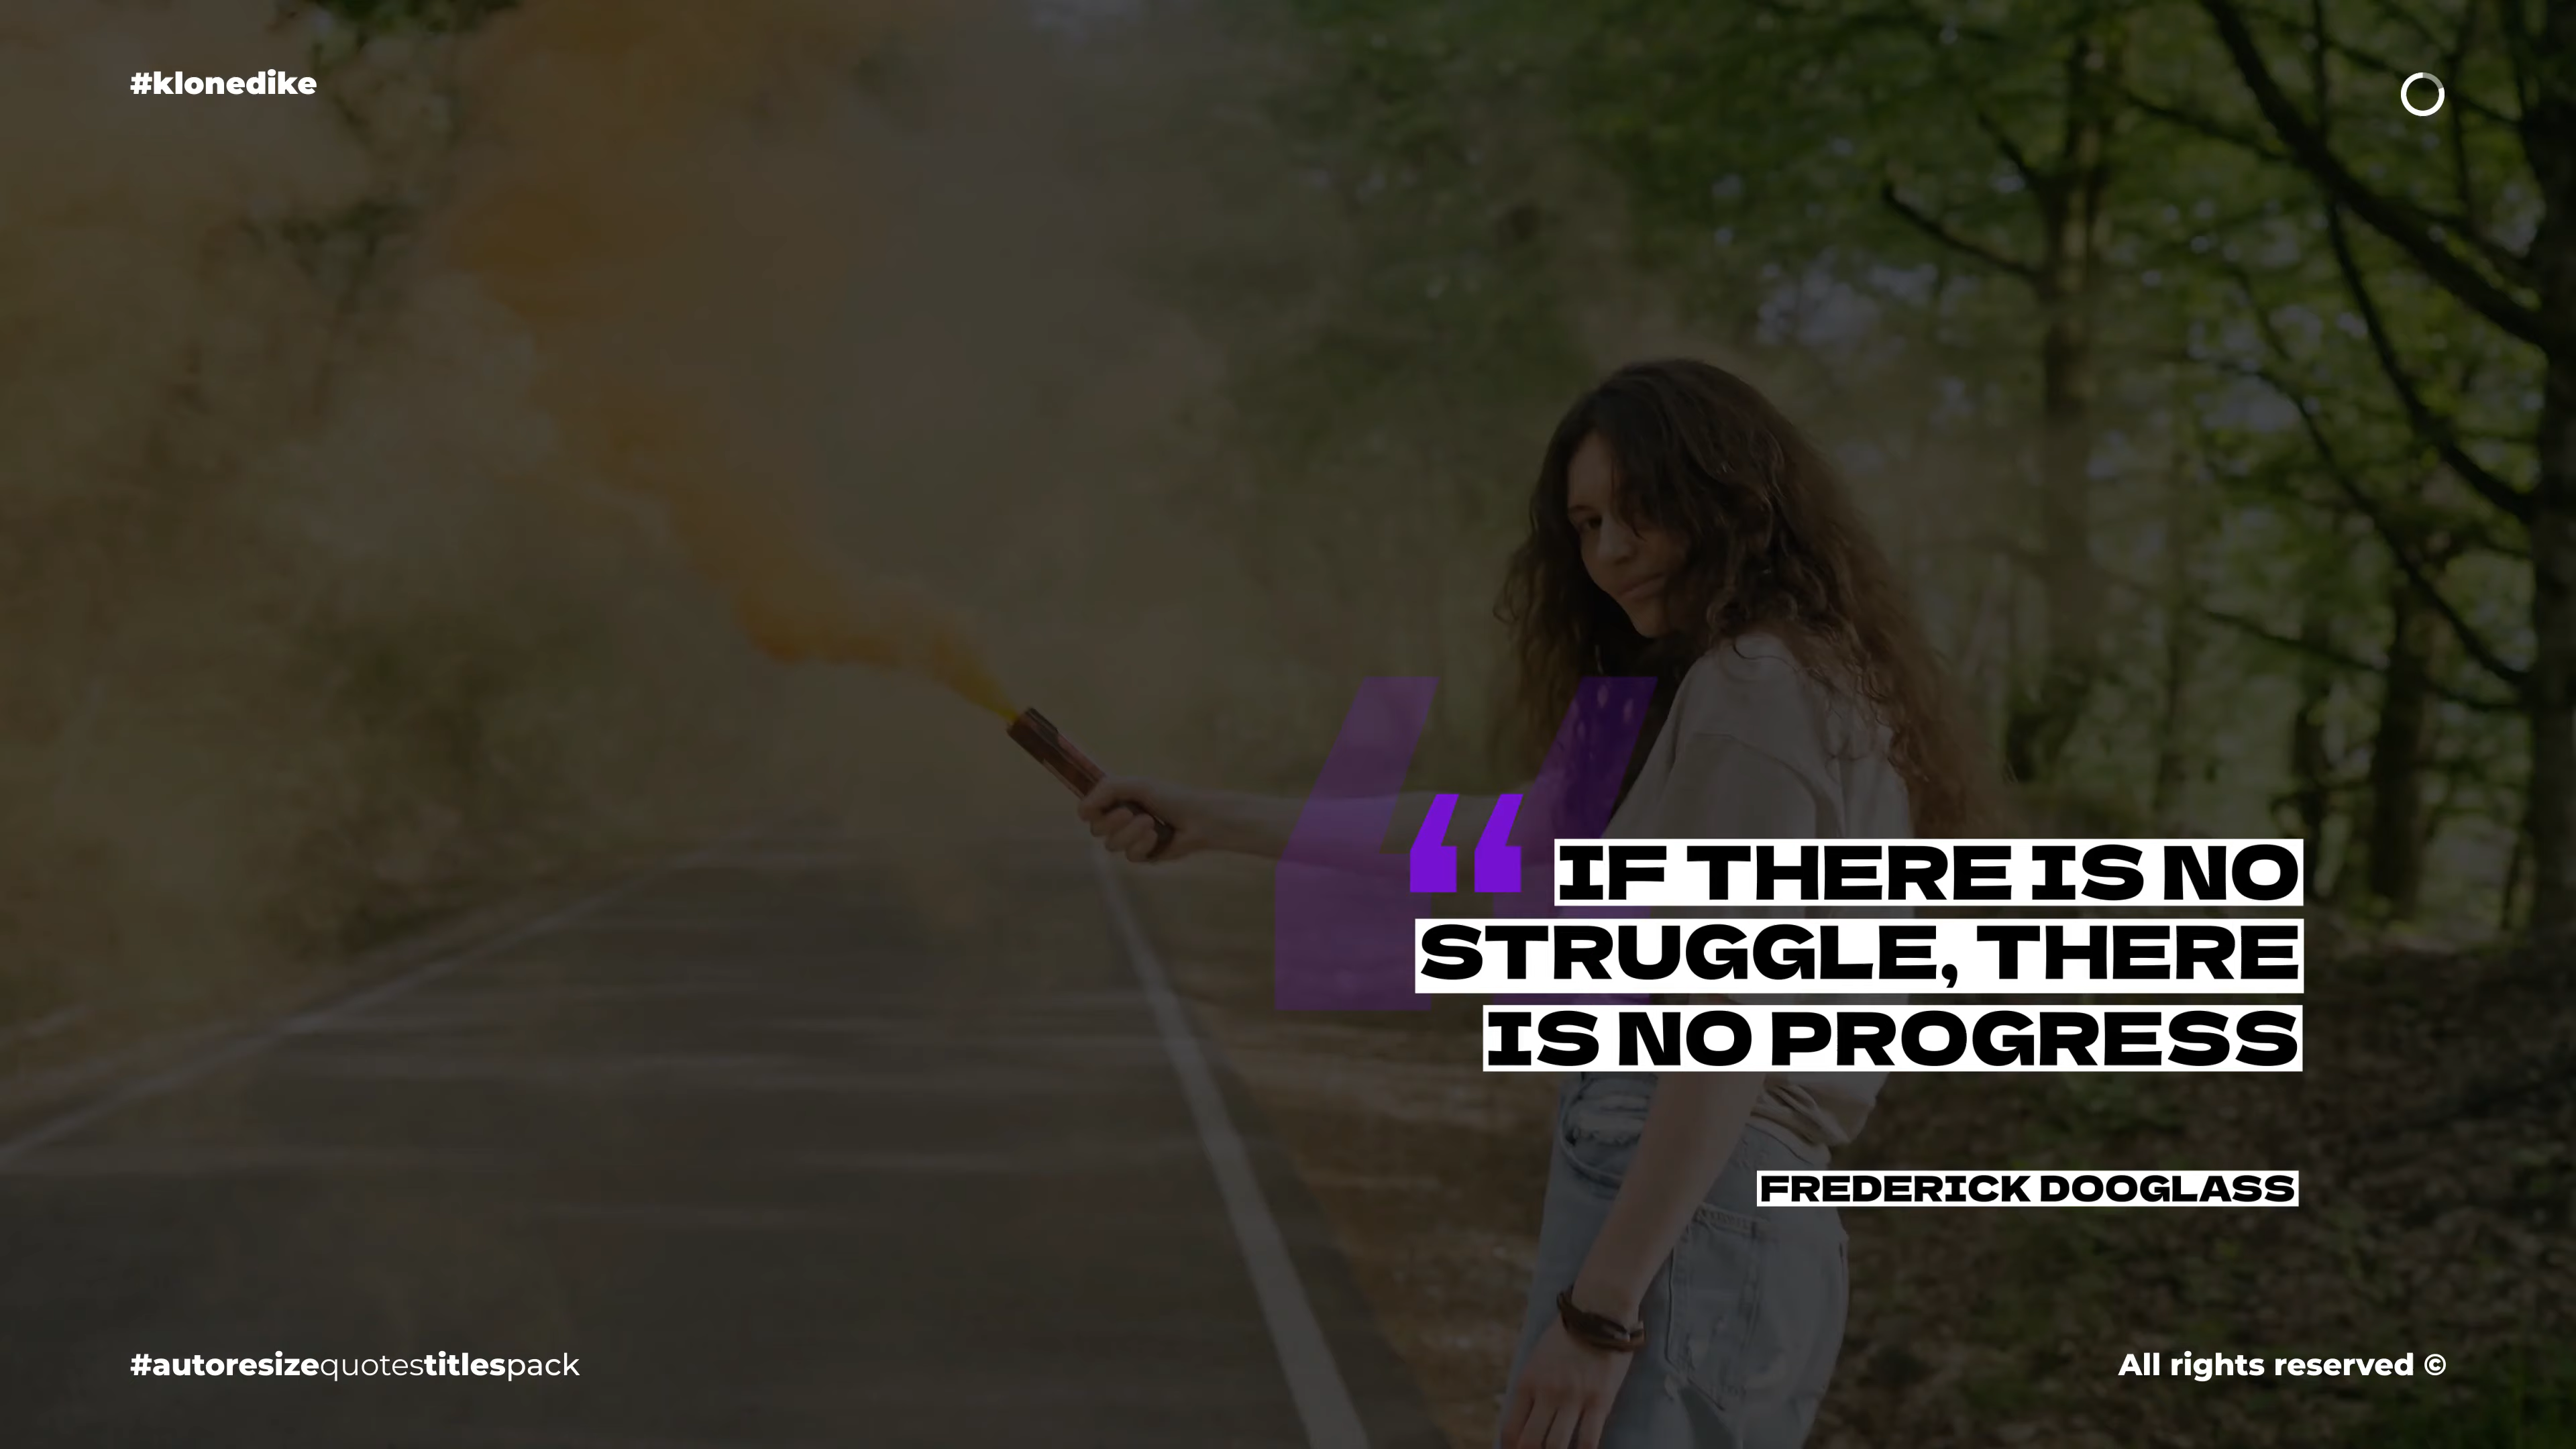 #klonedike
“ IF THERE IS NO
STRUGGLE, THERE
IS NO PROGRESS
FREDERICK DOOGLASS
#autoresizequotestitlespack
All rights reserved ©